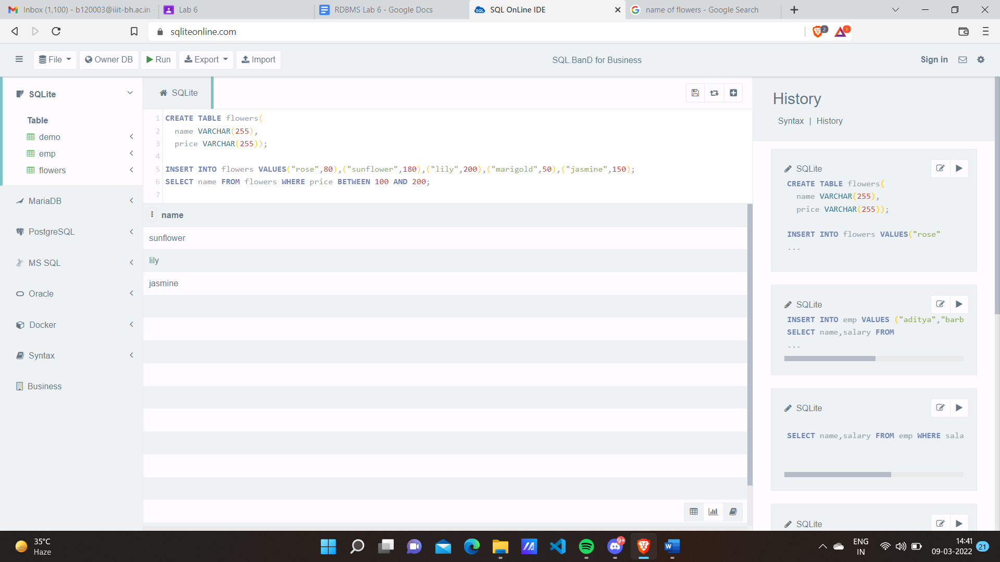 Inbox (1,100) - b120003@iiit-bh.ac.in
Lab 6
RDBMS Lab 6 - Google Docs
SQL OnLine IDE
name of flowers - Google Search
sqliteonline.com
2
1
File
Owner DB
Run
Export
Import
SQL.BanD for Business
Sign in
SQLite
Table
demo
emp
flowers
MariaDB
PostgreSQL
MS SQL
Oracle
Docker
Syntax
Business
SQLite
1 CREATE TABLE flowers(
2 name VARCHAR(255),
3 price VARCHAR(255));
4
5 INSERT INTO flowers VALUES("rose",80),("sunflower",180),("lily",200),("marigold",50),("jasmine",150);
6 SELECT name FROM flowers WHERE price BETWEEN 100 AND 200;
7
name
sunflower
lily
jasmine
History
Syntax | History
SQLite
CREATE TABLE flowers(
name VARCHAR(255),
price VARCHAR(255));
INSERT INTO flowers VALUES("rose"
...
SQLite
INSERT INTO emp VALUES ("aditya","barb
SELECT name,salary FROM
...
SQLite
SELECT name,salary FROM emp WHERE sala
SQLite
35°C
Haze
9+
ENG
IN
14:41
09-03-2022
21